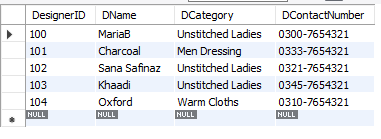 DesignerID DName DCategory DContactNumber
100 MariaB Unstitched Ladies 0300-7654321
101 Charcoal Men Dressing 0333-7654321
102 Sana Safinaz Unstitched Ladies 0321-7654321
103 Khaadi Unstitched Ladies 0345-7654321
104 Oxford Warm Cloths 0310-7654321
NULL NULL NULL NULL